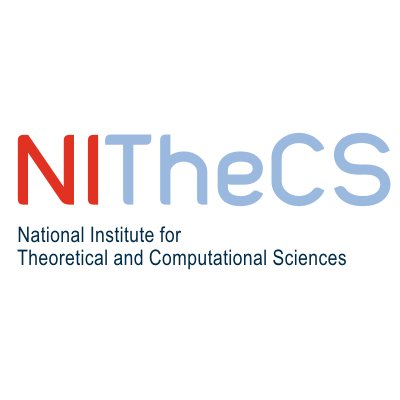 NITheCS
National Institute for
Theoretical and Computational Sciences